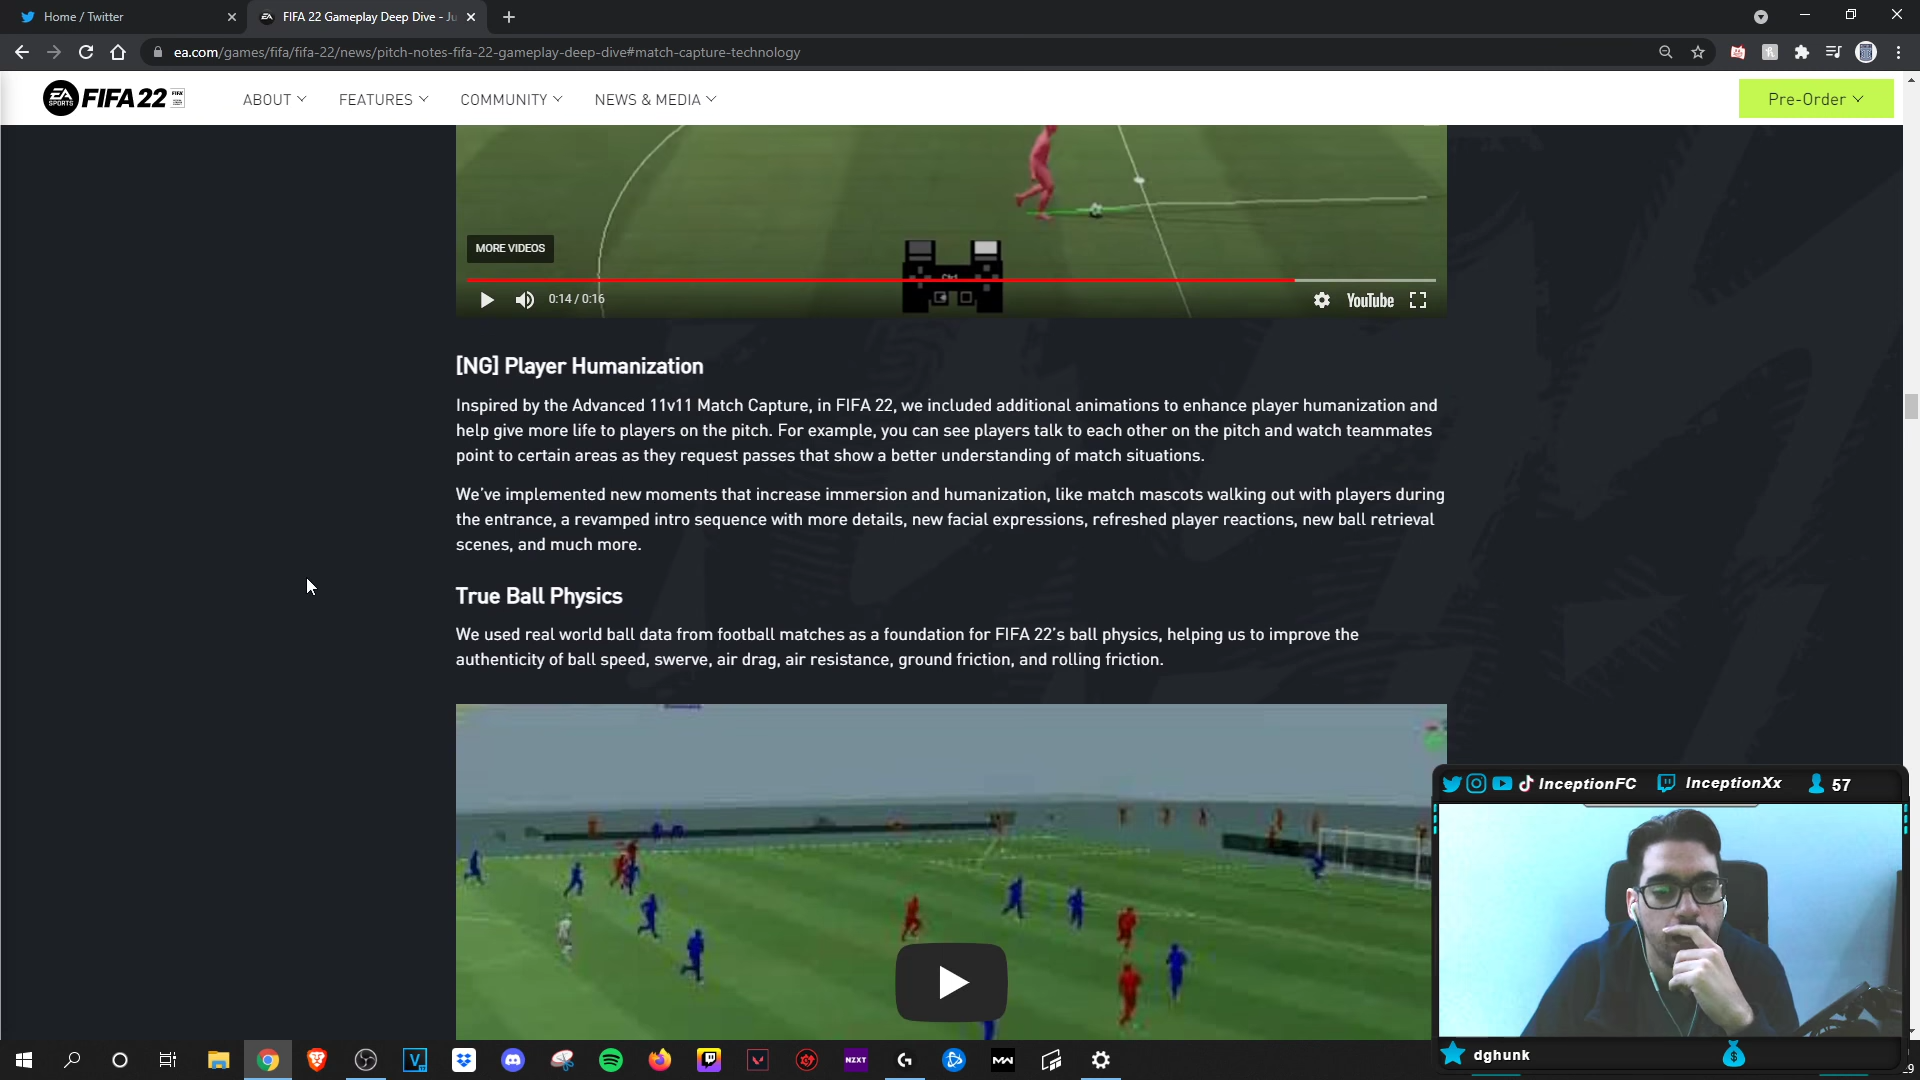 Home / Twitter
FIFA 22 Gameplay Deep Dive - Ju
ea.com/games/fifa/fifa-22/news/pitch-notes-fifa-22-gameplay-deep-dive#match-capture-technology
EA SPORTS FIFA 22
ABOUT
FEATURES
COMMUNITY
NEWS & MEDIA
Pre-Order
MORE VIDEOS
0:14 / 0:16
YouTube
[NG] Player Humanization
Inspired by the Advanced 11v11 Match Capture, in FIFA 22, we included additional animations to enhance player humanization and
help give more life to players on the pitch. For example, you can see players talk to each other on the pitch and watch teammates
point to certain areas as they request passes that show a better understanding of match situations.
We've implemented new moments that increase immersion and humanization, like match mascots walking out with players during
the entrance, a revamped intro sequence with more details, new facial expressions, refreshed player reactions, new ball retrieval
scenes, and much more.
True Ball Physics
We used real world ball data from football matches as a foundation for FIFA 22's ball physics, helping us to improve the
authenticity of ball speed, swerve, air drag, air resistance, ground friction, and rolling friction.
InceptionFC
InceptionXx
57
dghunk
NZXT
MW